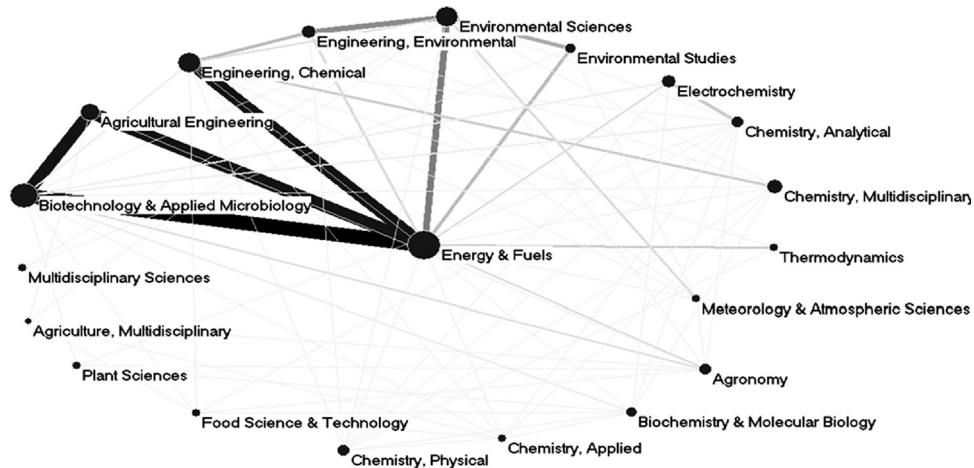 Environmental Sciences
Engineering, Environmental
Environmental Studies
Engineering, Chemical
Electrochemistry
Agricultural Engineering
Chemistry, Analytical
Chemistry, Multidisciplinary
Biotechnology & Applied Microbiology
Energy & Fuels
Thermodynamics
Multidisciplinary Sciences
Meteorology & Atmospheric Sciences
Agriculture, Multidisciplinary
Plant Sciences
Agronomy
Food Science & Technology
Biochemistry & Molecular Biology
Chemistry, Applied
Chemistry, Physical